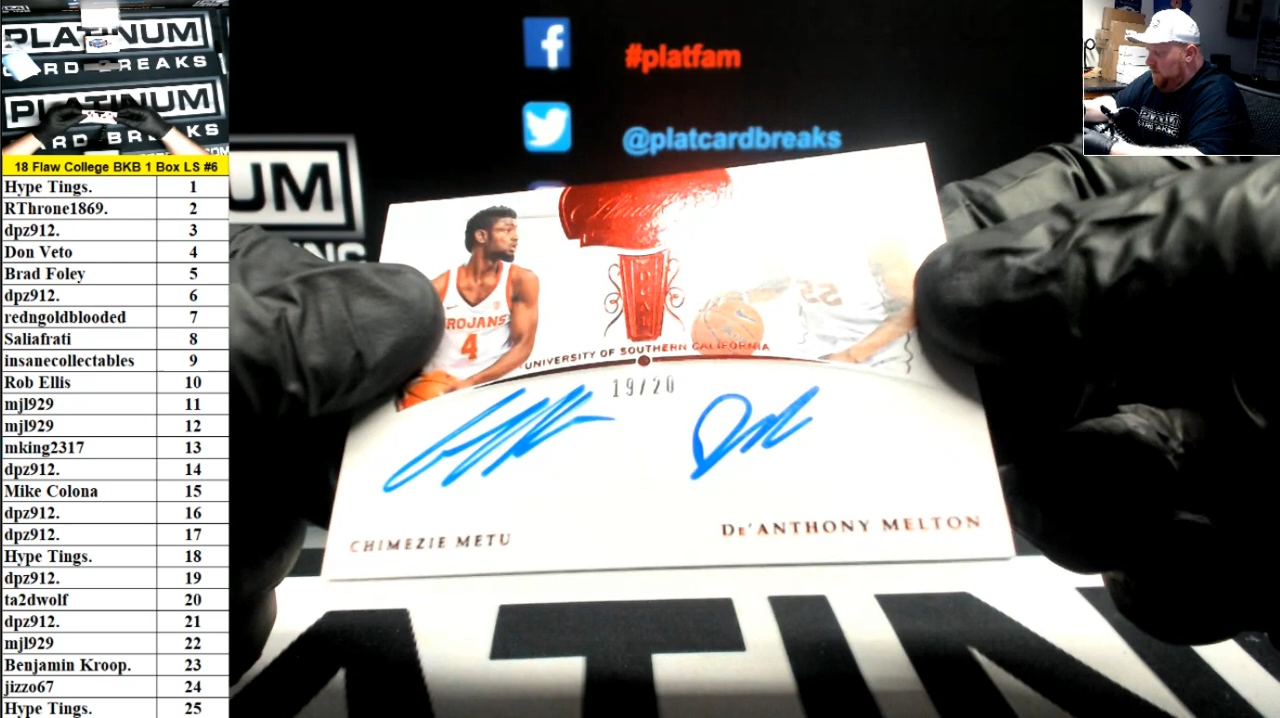 PLATINUM
CARD BREAKS
PLATINUM
CARD BREAKS
18 Flaw College BKB 1 Box LS #6
Hype Tings. 1
RThrone1869. 2
dpz912. 3
Don Veto 4
Brad Foley 5
dpz912. 6
redngoldblooded 7
Saliafrati 8
insanecollectables 9
Rob Ellis 10
mjl929 11
mjl929 12
mking2317 13
dpz912. 14
Mike Colona 15
dpz912. 16
dpz912. 17
Hype Tings. 18
dpz912. 19
ta2dwolf 20
dpz912. 21
mjl929 22
Benjamin Kroop. 23
jizzo67 24
Hype Tings. 25
#platfam
@platcardbreaks
UM
TROJANS
4
22
UNIVERSITY OF SOUTHERN CALIFORNIA
19/20
CHIMEZIE METU
DE'ANTHONY MELTON
ATIN